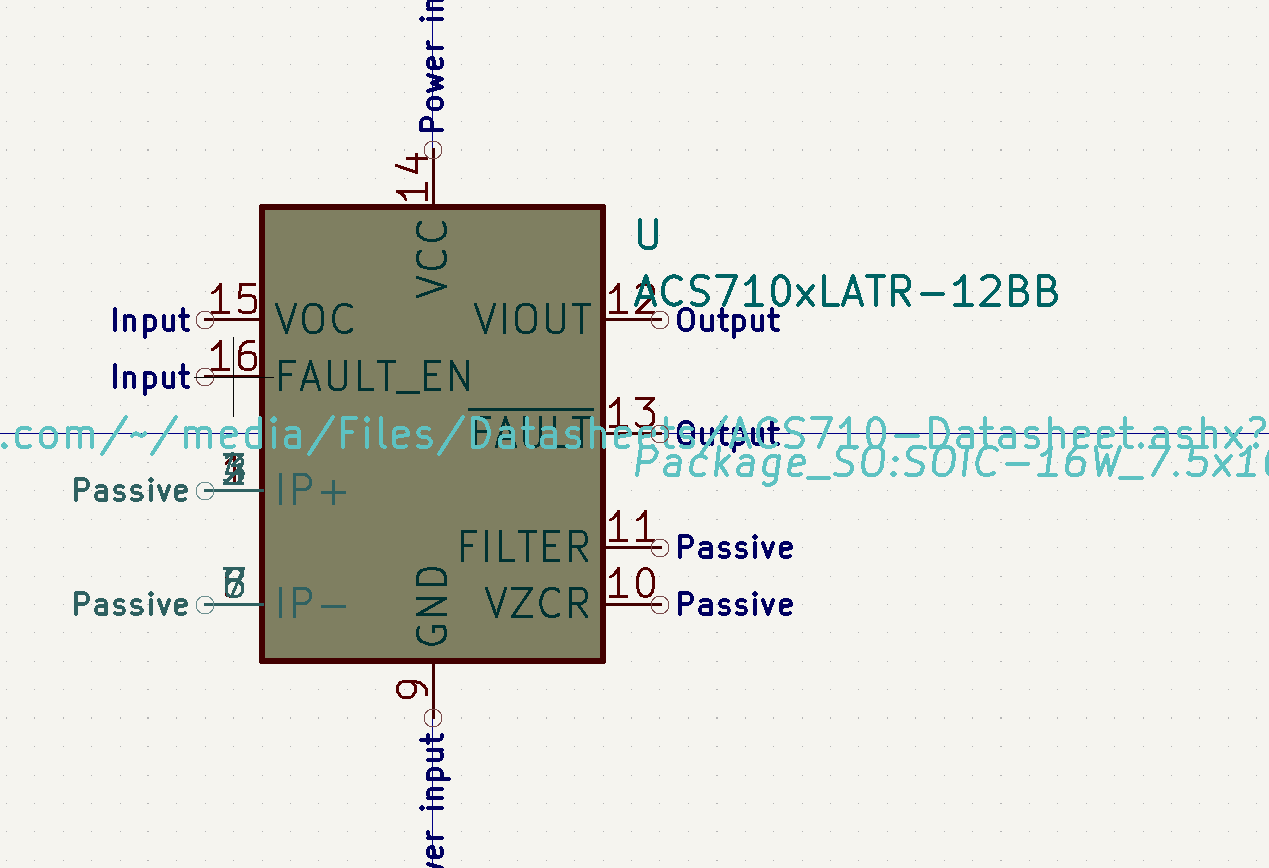 Power in
14
VCC
U
ACS710xLATR-12BB
Input 15 VOC
VIOUT 12 Output
Input 16 FAULT_EN
FAULT 13 Output
.com/~/media/Files/Datasheets/ACS710-Datasheet.ashx?
Package_SO:SOIC-16W_7.5x10
Passive IP+
FILTER 11 Passive
Passive IP-
VZCR 10 Passive
GND
9
ver input